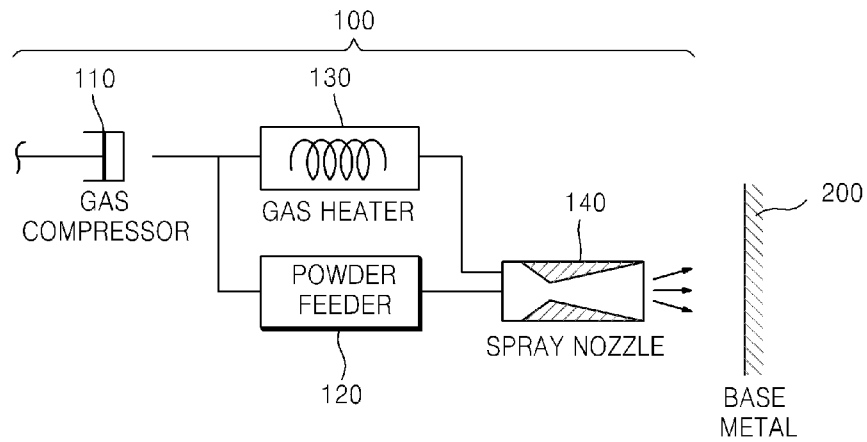 100
110
130
GAS
COMPRESSOR
GAS HEATER
140
200
POWDER
FEEDER
SPRAY NOZZLE
120
BASE
METAL